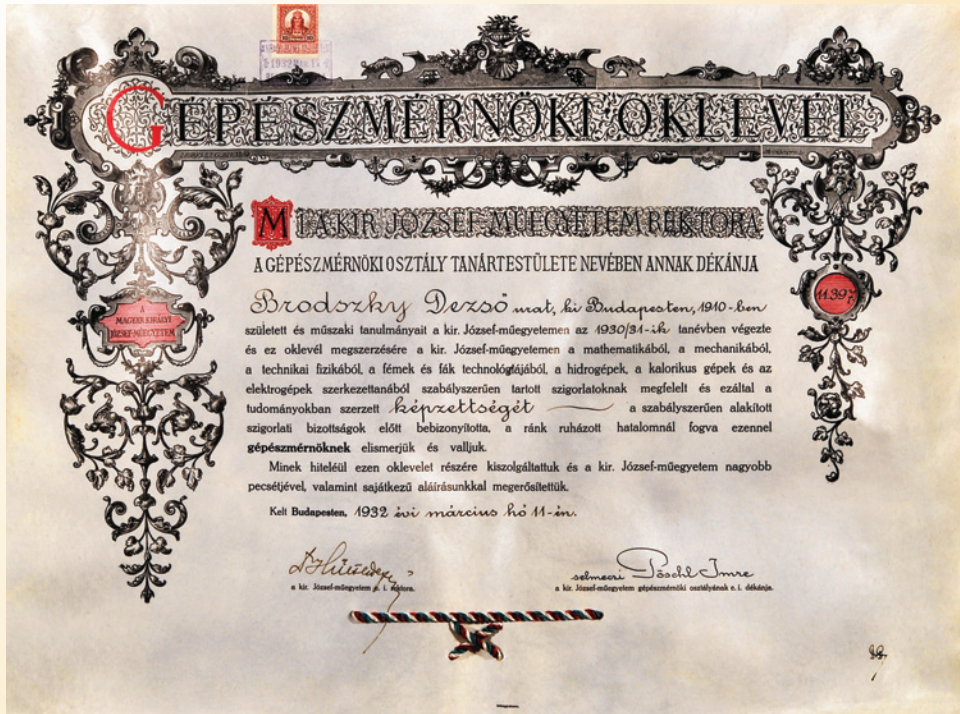 GÉPÉSZMÉRNÖKI OKLEVÉL
MI A KIR JÓZSEF MŰEGYETEM REKTORA
A GÉPÉSZMÉRNÖKI OSZTÁLY TANÁRTESTÜLETE NEVÉBEN ANNAK DÉKÁNJA
Brodszky Dezső urat, ki Budapesten, 1910-ben
született és műszaki tanulmányait a kir. József-műegyetemen az 1930/31-ik tanévben végezte
és ez oklevél megszerzésére a kir. József-műegyetemen a mathematikából, a mechanikából,
a technikai fizikából, a fémek és fák technológiájából, a hidrogépek, a kalorikus gépek és az
elektrogépek szerkezettanából szabályszerűen tartott szigorlatoknak megfelelt és ezáltal a
tudományokban szerzett képzettségét a szabályszerűen alakított
szigorlati bizottságok előtt bebizonyította, a ránk ruházott hatalomnál fogva ezennel
gépészmérnöknek elismerjük és valljuk.
Minek hiteléül ezen oklevelet részére kiszolgáltattuk és a kir. József-műegyetem nagyobb
pecsétjével, valamint sajátkezű aláírásunkkal megerősítettük.
Kelt Budapesten, 1932 évi március hó 11-én.
selmeczi Pöschl Imre
a kir. József-műegyetem e. i. rektora.
a kir. József-műegyetem gépészmérnöki osztályának e. i. dékánja.
A
MAGYAR KIRÁLYI
JÓZSEF-MŰEGYETEM
11.397